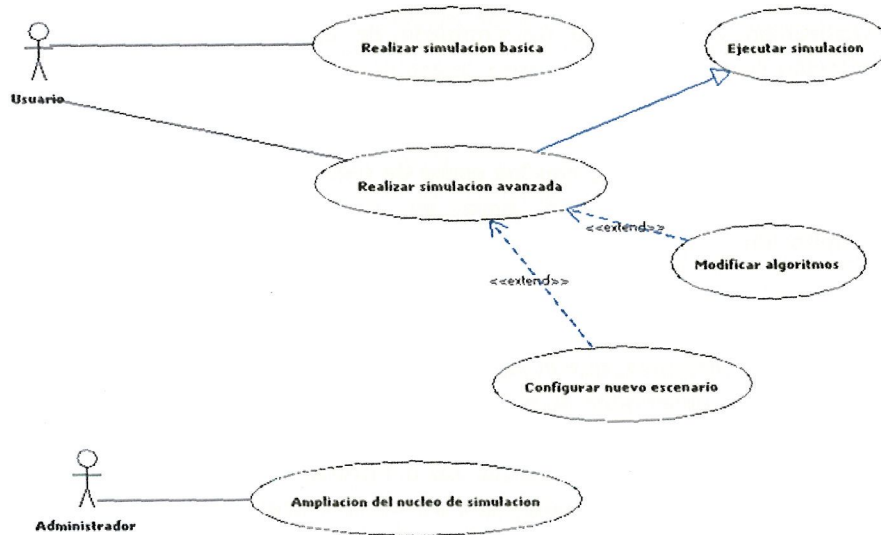 Realizar simulacion basica
Ejecutar simulacion
Usuario
Realizar simulacion avanzada
<<extend>>
Modificar algoritmos
<<extend>>
Configurar nuevo escenario
Ampliacion del nucleo de simulacion
Administrador